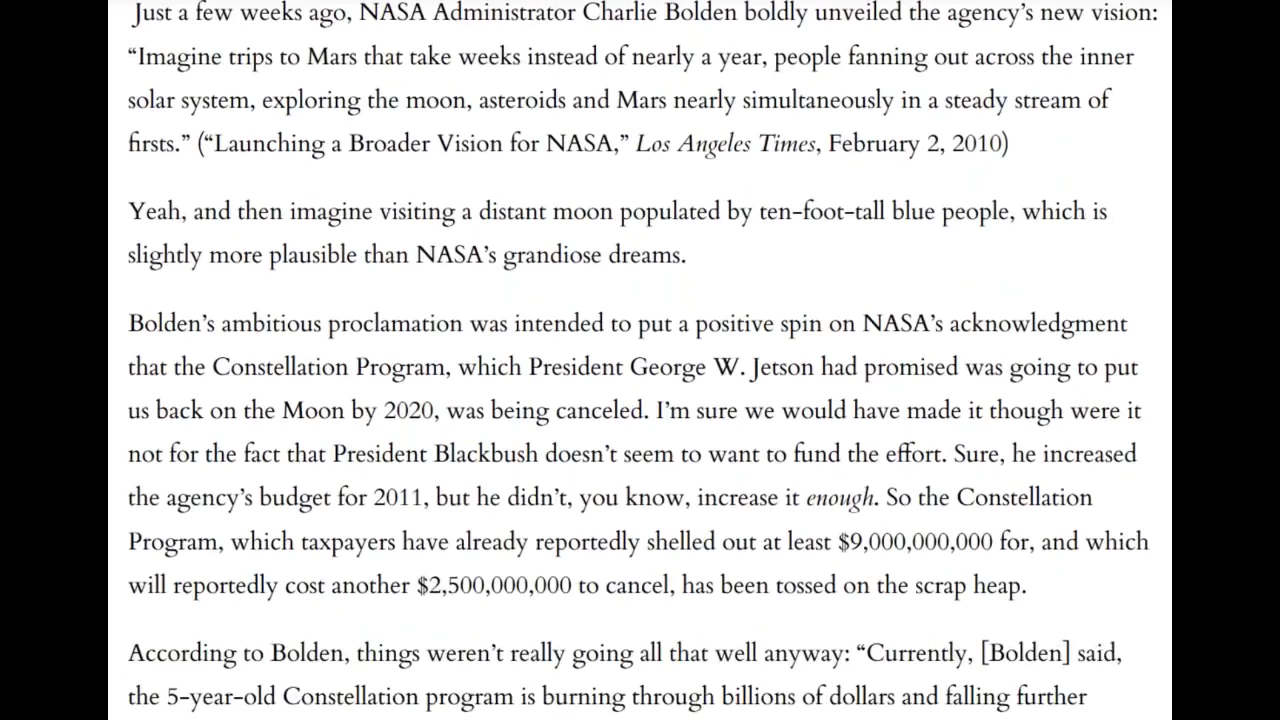 Just a few weeks ago, NASA Administrator Charlie Bolden boldly unveiled the agency’s new vision:
“Imagine trips to Mars that take weeks instead of nearly a year, people fanning out across the inner
solar system, exploring the moon, asteroids and Mars nearly simultaneously in a steady stream of
firsts.” (“Launching a Broader Vision for NASA,” Los Angeles Times, February 2, 2010)
Yeah, and then imagine visiting a distant moon populated by ten-foot-tall blue people, which is
slightly more plausible than NASA’s grandiose dreams.
Bolden’s ambitious proclamation was intended to put a positive spin on NASA’s acknowledgment
that the Constellation Program, which President George W. Jetson had promised was going to put
us back on the Moon by 2020, was being canceled. I’m sure we would have made it though were it
not for the fact that President Blackbush doesn’t seem to want to fund the effort. Sure, he increased
the agency’s budget for 2011, but he didn’t, you know, increase it enough. So the Constellation
Program, which taxpayers have already reportedly shelled out at least $9,000,000,000 for, and which
will reportedly cost another $2,500,000,000 to cancel, has been tossed on the scrap heap.
According to Bolden, things weren’t really going all that well anyway: “Currently, [Bolden] said,
the 5-year-old Constellation program is burning through billions of dollars and falling further